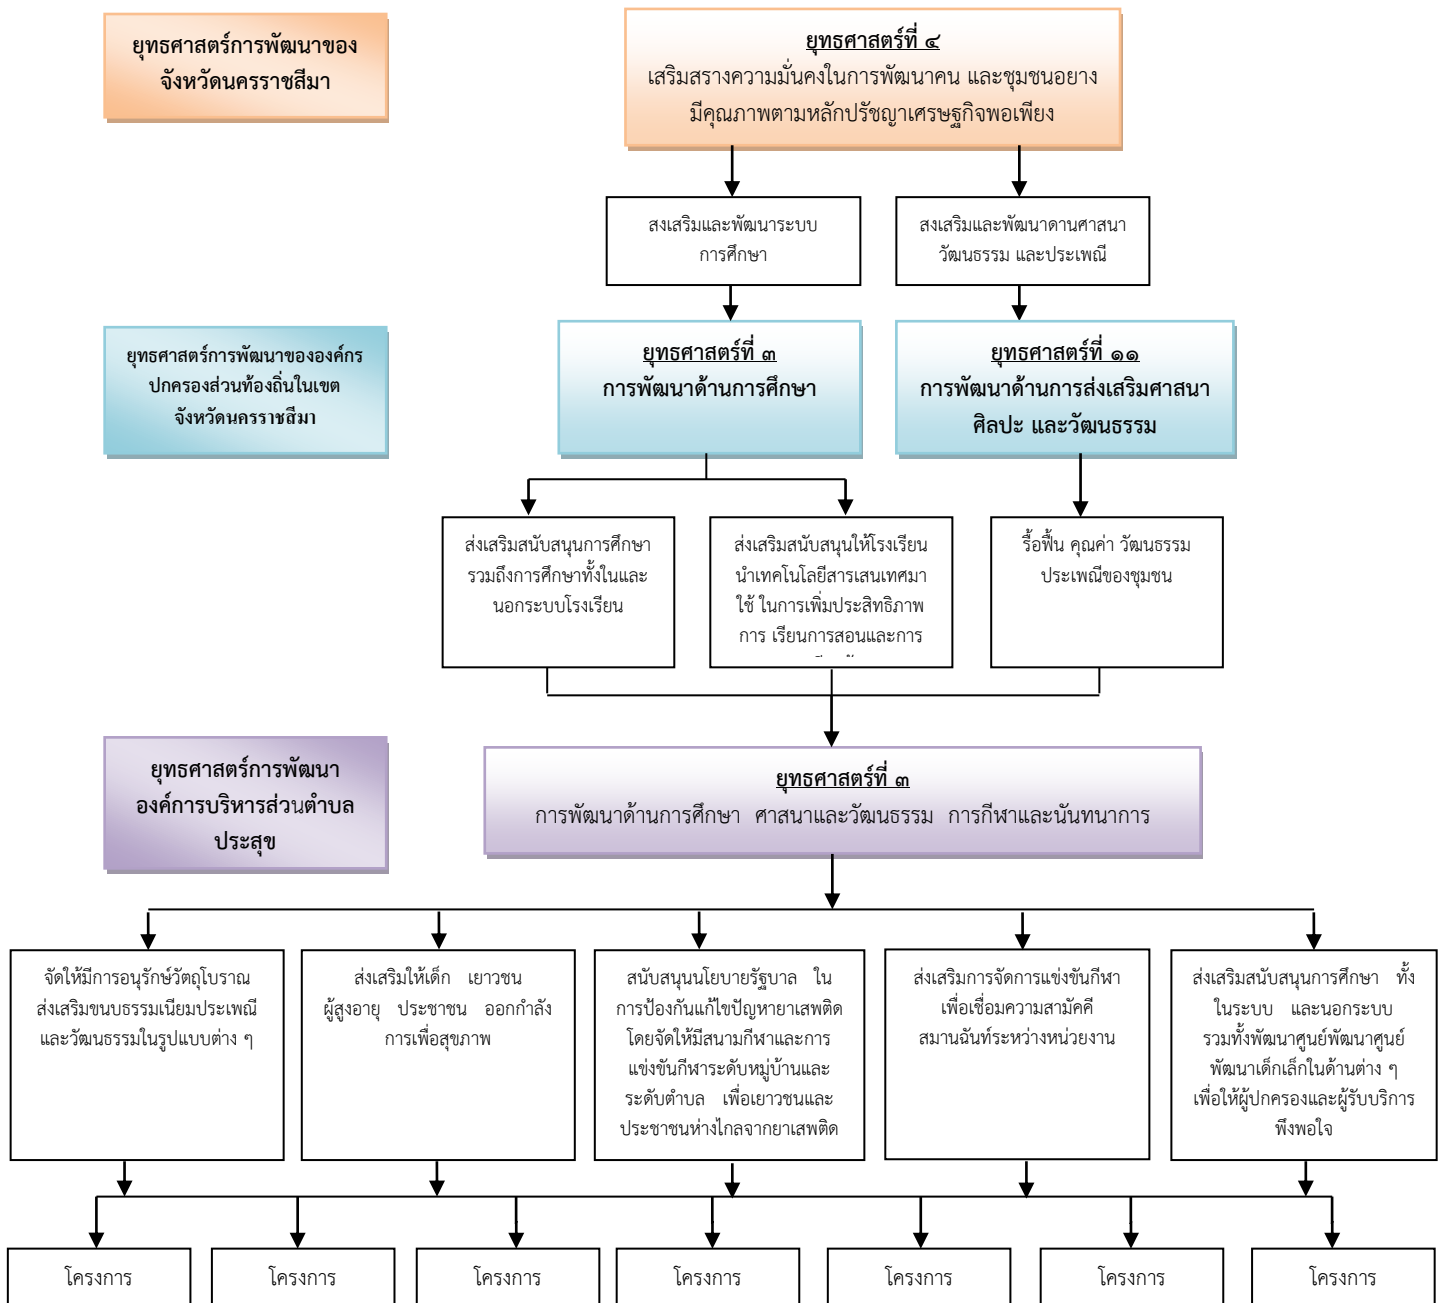 ยุทธศาสตร์การพัฒนาของ
จังหวัดนครราชสีมา
ยุทธศาสตร์ที่ ๔
เสริมสรางความมั่นคงในการพัฒนาคน และชุมชนอยาง
มีคุณภาพตามหลักปรัชญาเศรษฐกิจพอเพียง
สงเสริมและพัฒนาระบบ
การศึกษา
สงเสริมและพัฒนาดานศาสนา
วัฒนธรรม และประเพณี
ยุทธศาสตร์การพัฒนาขององค์กร
ปกครองส่วนท้องถิ่นในเขต
จังหวัดนครราชสีมา
ยุทธศาสตร์ที่ ๓
การพัฒนาด้านการศึกษา
ยุทธศาสตร์ที่ ๑๑
การพัฒนาด้านการส่งเสริมศาสนา
ศิลปะ และวัฒนธรรม
ส่งเสริมสนับสนุนการศึกษา
รวมถึงการศึกษาทั้งในและ
นอกระบบโรงเรียน
ส่งเสริมสนับสนุนให้โรงเรียน
นำเทคโนโลยีสารเสนเทศมา
ใช้ ในการเพิ่มประสิทธิภาพ
การ เรียนการสอนและการ
รื้อฟื้น คุณค่า วัฒนธรรม
ประเพณีของชุมชน
ยุทธศาสตร์การพัฒนา
องค์การบริหารส่วนตำบล
ประสุข
ยุทธศาสตร์ที่ ๓
การพัฒนาด้านการศึกษา ศาสนาและวัฒนธรรม การกีฬาและนันทนาการ
จัดให้มีการอนุรักษ์วัตถุโบราณ
ส่งเสริมขนบธรรมเนียมประเพณี
และวัฒนธรรมในรูปแบบต่าง ๆ
ส่งเสริมให้เด็ก เยาวชน
ผู้สูงอายุ ประชาชน ออกกำลัง
การเพื่อสุขภาพ
สนับสนุนนโยบายรัฐบาล ใน
การป้องกันแก้ไขปัญหายาเสพติด
โดยจัดให้มีสนามกีฬาและการ
แข่งขันกีฬาระดับหมู่บ้านและ
ระดับตำบล เพื่อเยาวชนและ
ประชาชนห่างไกลจากยาเสพติด
ส่งเสริมการจัดการแข่งขันกีฬา
เพื่อเชื่อมความสามัคคี
สมานฉันท์ระหว่างหน่วยงาน
ส่งเสริมสนับสนุนการศึกษา ทั้ง
ในระบบ และนอกระบบ
รวมทั้งพัฒนาศูนย์พัฒนาศูนย์
พัฒนาเด็กเล็กในด้านต่าง ๆ
เพื่อให้ผู้ปกครองและผู้รับบริการ
พึงพอใจ
โครงการ
โครงการ
โครงการ
โครงการ
โครงการ
โครงการ
โครงการ